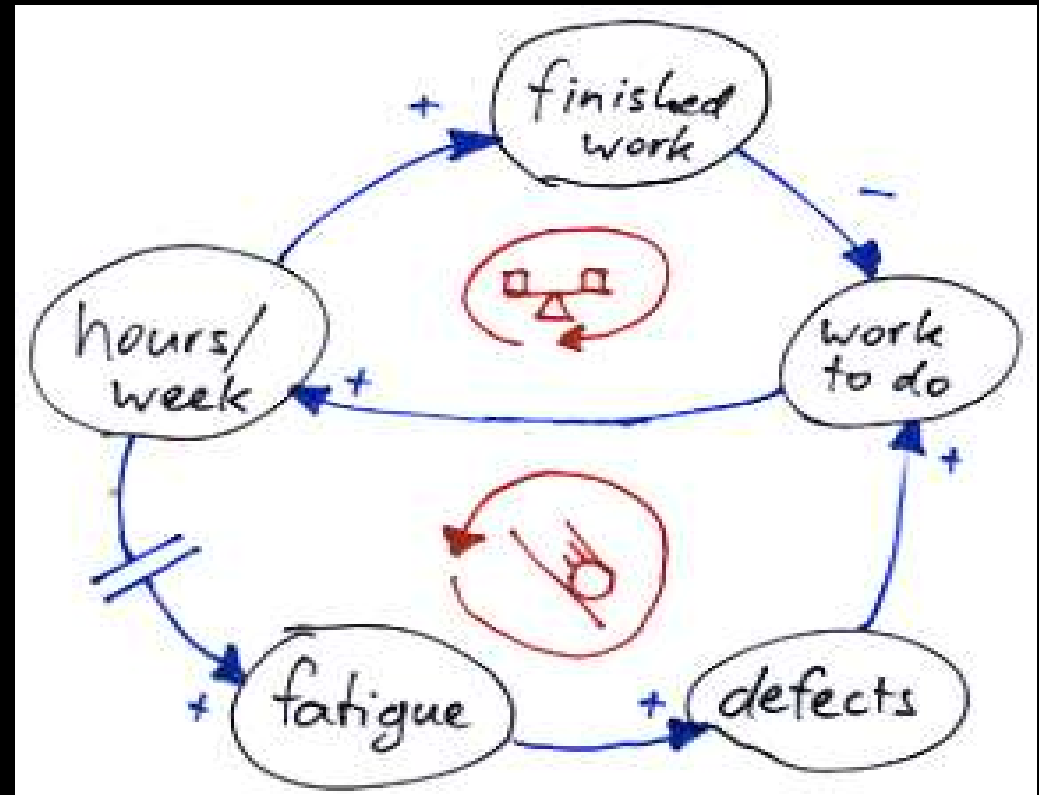 +
finished
work
−
hours/
week
+
work
to do
+
+
fatigue
+
defects